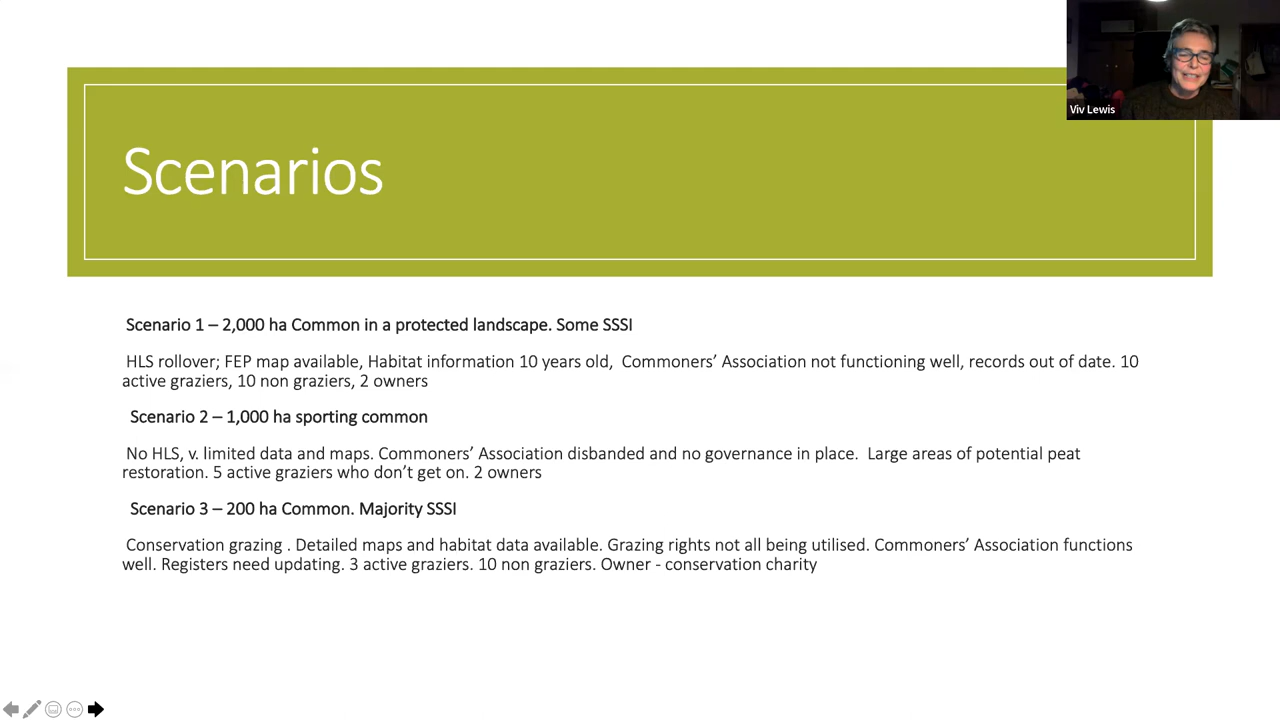 Viv Lewis
Scenarios
Scenario 1 – 2,000 ha Common in a protected landscape. Some SSSI
HLS rollover; FEP map available, Habitat information 10 years old,  Commoners’ Association not functioning well, records out of date. 10
active graziers, 10 non graziers, 2 owners
Scenario 2 – 1,000 ha sporting common
No HLS, v. limited data and maps. Commoners’ Association disbanded and no governance in place.  Large areas of potential peat
restoration. 5 active graziers who don’t get on. 2 owners
Scenario 3 – 200 ha Common. Majority SSSI
Conservation grazing . Detailed maps and habitat data available. Grazing rights not all being utilised. Commoners’ Association functions
well. Registers need updating. 3 active graziers. 10 non graziers. Owner - conservation charity